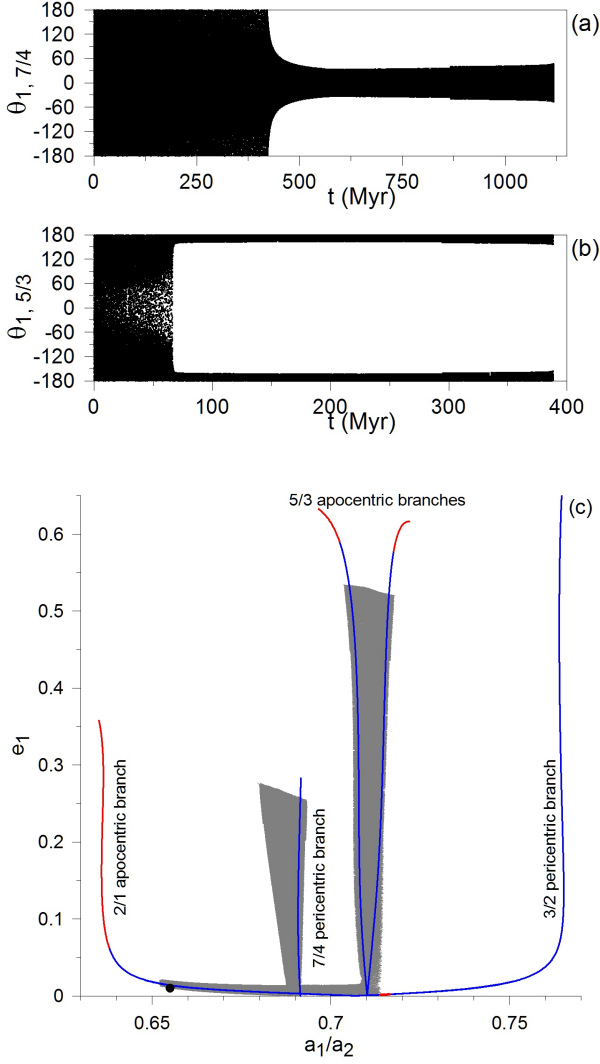 (a)
180
120
60
0
-60
-120
-180
θ1, 7/4
0 250 500 750 1000
t (Myr)
(b)
180
120
60
0
-60
-120
-180
θ1, 5/3
0 100 200 300 400
t (Myr)
(c)
5/3 apocentric branches
0.6
0.5
0.4
0.3
0.2
0.1
0
e1
2/1 apocentric branch
7/4 pericentric branch
3/2 pericentric branch
0.65 0.7 0.75
a1/a2